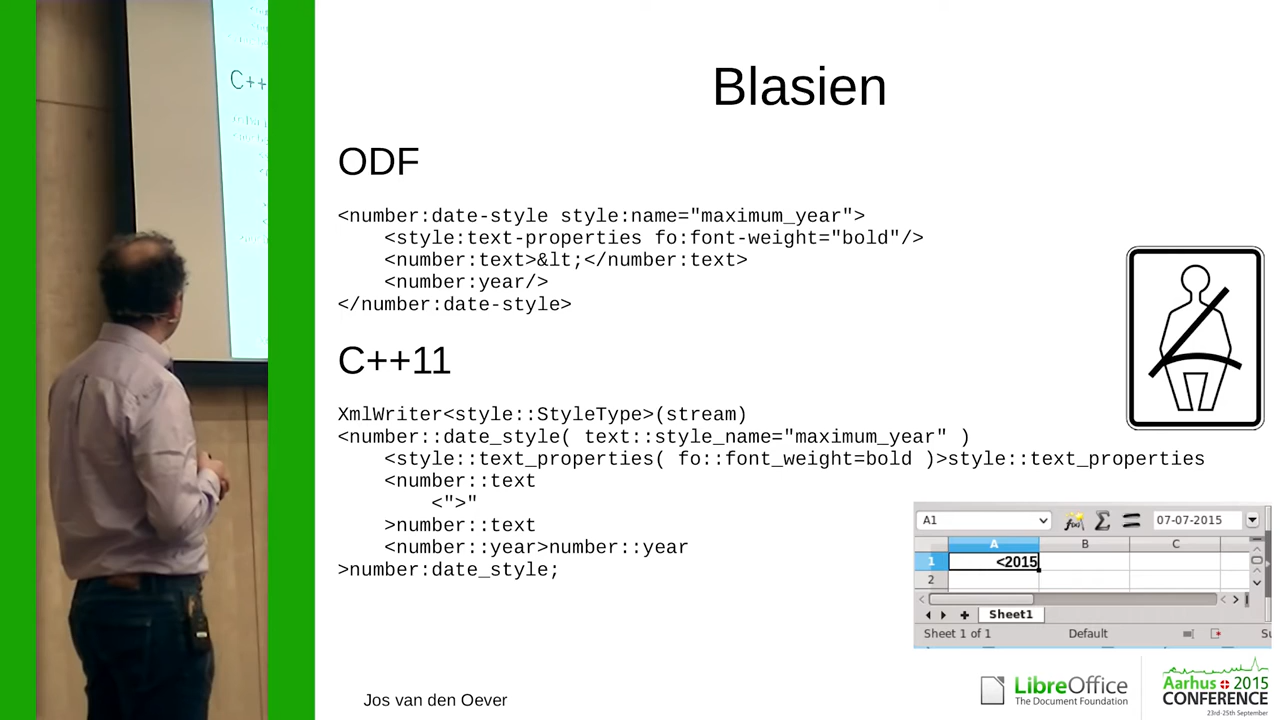 C++
Blasien
ODF
<number:date-style style:name="maximum_year">
    <style:text-properties fo:font-weight="bold"/>
    <number:text>&lt;</number:text>
    <number:year/>
</number:date-style>
C++11
XmlWriter<style::StyleType>(stream)
<number::date_style( text::style_name="maximum_year" )
    <style::text_properties( fo::font_weight=bold )>style::text_properties
    <number::text
        <">"
    >number::text
    <number::year>number::year
>number:date_style;
A1
f(x)
Σ
07-07-2015
A B C
1 <2015
2
Sheet1
Sheet 1 of 1 Default
Jos van den Oever
LibreOffice
The Document Foundation
Aarhus 2015
CONFERENCE
23rd-25th September